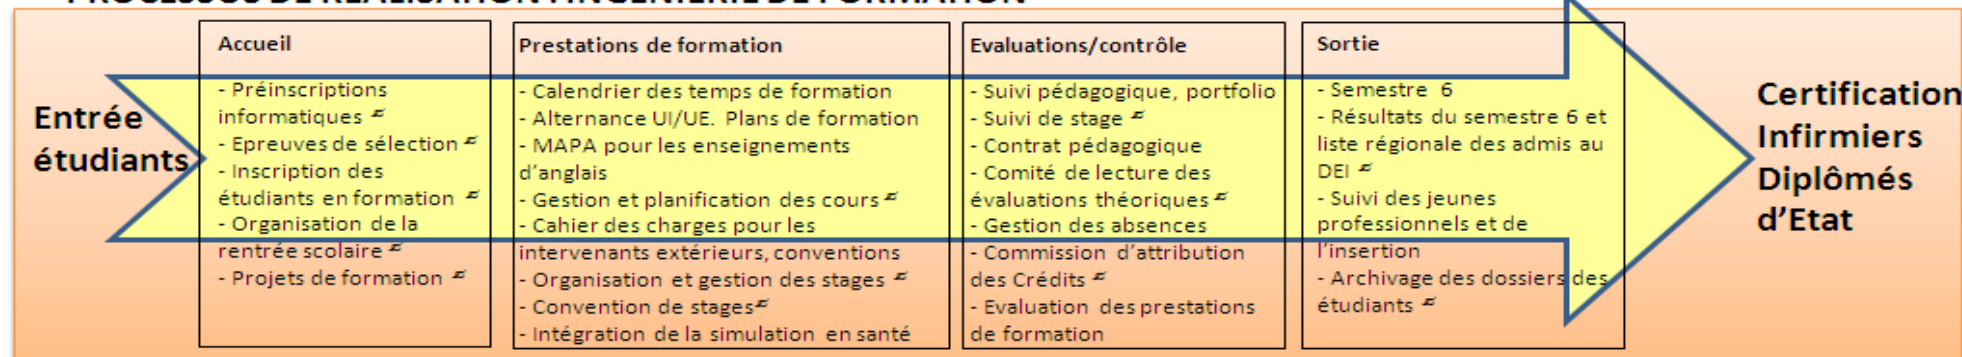 PROCESSUS DE REALISATION : INGENIERIE DE FORMATION
Entrée
étudiants
Accueil
- Préinscriptions
informatiques
- Epreuves de sélection
- Inscription des
étudiants en formation
- Organisation de la
rentrée scolaire
- Projets de formation
Prestations de formation
- Calendrier des temps de formation
- Alternance UI/UE. Plans de formation
- MAPA pour les enseignements
d'anglais
- Gestion et planification des cours
- Cahier des charges pour les
intervenants extérieurs, conventions
- Organisation et gestion des stages
- Convention de stages
- Intégration de la simulation en santé
Evaluations/contrôle
- Suivi pédagogique, portfolio
- Suivi de stage
- Contrat pédagogique
- Comité de lecture des
évaluations théoriques
- Gestion des absences
- Commission d'attribution
des Crédits
- Evaluation des prestations
de formation
Sortie
- Semestre 6
- Résultats du semestre 6 et
liste régionale des admis au
DEI
- Suivi des jeunes
professionnels et de
l'insertion
- Archivage des dossiers des
étudiants
Certification
Infirmiers
Diplômés
d'Etat